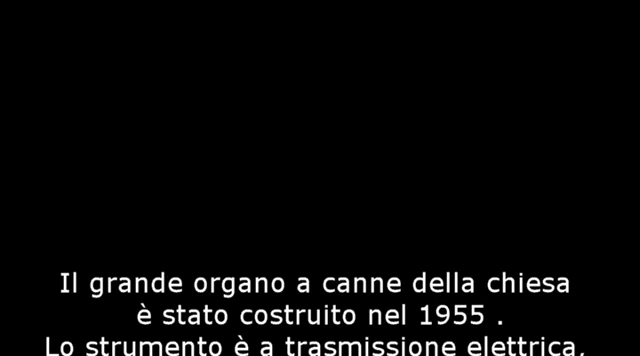 Il grande organo a canne della chiesa
è stato costruito nel 1955 .
Lo strumento è a trasmissione elettrica,